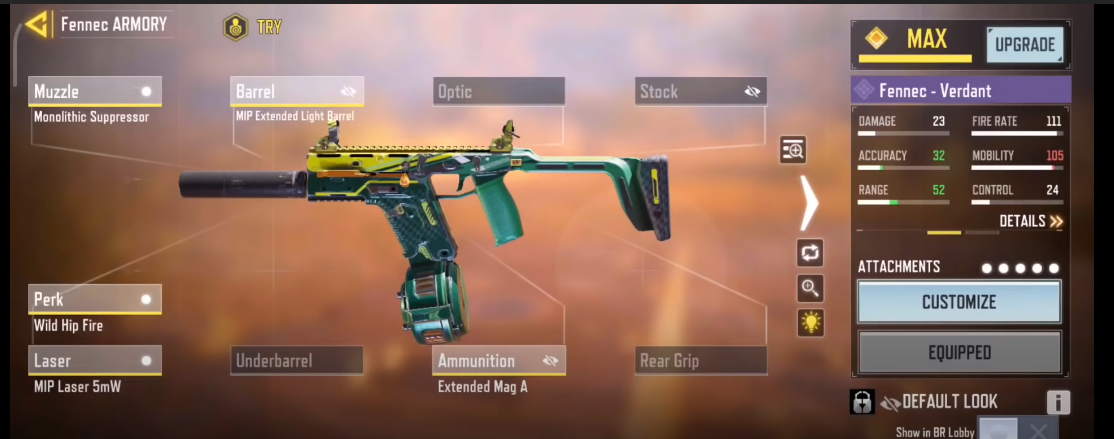 Fennec ARMORY
TRY
MAX
UPGRADE
Fennec - Verdant
DAMAGE 23
FIRE RATE 111
ACCURACY 32
MOBILITY 105
RANGE 52
CONTROL 24
DETAILS
ATTACHMENTS
CUSTOMIZE
EQUIPPED
DEFAULT LOOK
Show in BR Lobby
Muzzle
Monolithic Suppressor
Barrel
MIP Extended Light Barrel
Optic
Stock
Perk
Wild Hip Fire
Laser
MIP Laser 5mW
Underbarrel
Ammunition
Extended Mag A
Rear Grip